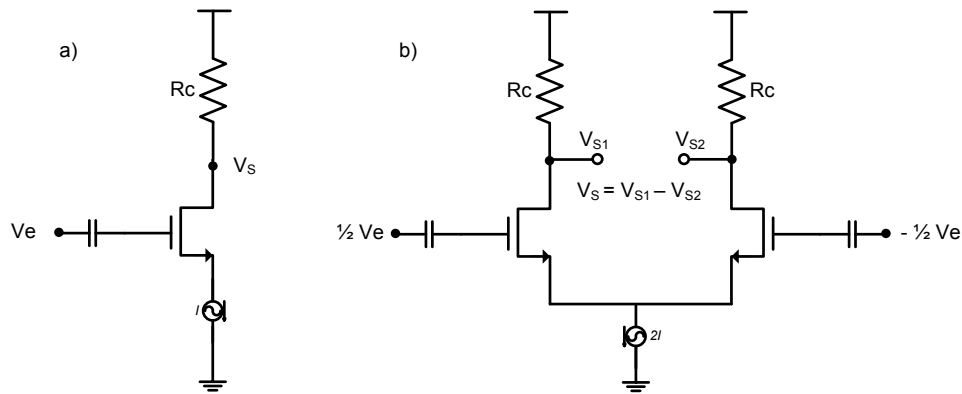 a)
Rc
V_S
Ve
I
b)
Rc
Rc
V_S1
V_S2
V_S = V_S1 – V_S2
½ Ve
- ½ Ve
2I